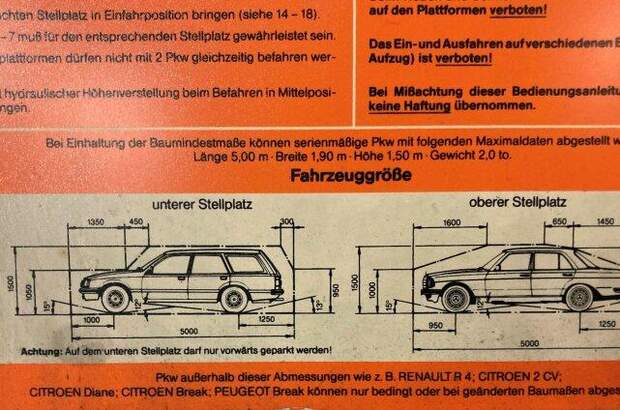 chten Stellplatz in Einfahrposition bringen (siehe 14 – 18).
– 7 muß für den entsprechenden Stellplatz gewährleistet sein.
plattformen dürfen nicht mit 2 Pkw gleichzeitig befahren wer-
hydraulischer Höhenverstellung beim Befahren in Mittelposi-
ngen.
auf den Plattformen verboten!
Das Ein- und Ausfahren auf verschiedenen E
Aufzug) ist verboten!
Bei Mißachtung dieser Bedienungsanleitu
keine Haftung übernommen.
Bei Einhaltung der Baumindestmaße können serienmäßige Pkw mit folgenden Maximaldaten abgestellt w
Länge 5,00 m · Breite 1,90 m · Höhe 1,50 m · Gewicht 2,0 to.
Fahrzeuggröße
unterer Stellplatz
1350 450 300
1500 1050 950
15° 12° 13°
1000 1250
5000
Achtung: Auf dem unteren Stellplatz darf nur vorwärts geparkt werden!
oberer Stellplatz
1600 650 1450
1500 1050
15° 12°
950 1250
5000
Pkw außerhalb dieser Abmessungen wie z. B. RENAULT R 4; CITROEN 2 CV;
CITROEN Diane; CITROEN Break; PEUGEOT Break können nur bedingt oder bei geänderten Baumaßen abgest